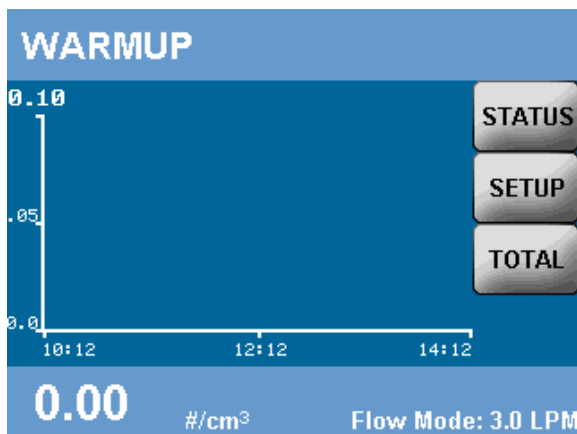 WARMUP
0.10
STATUS
SETUP
.05
TOTAL
0.0
10:12 12:12 14:12
0.00 #/cm³ Flow Mode: 3.0 LPM